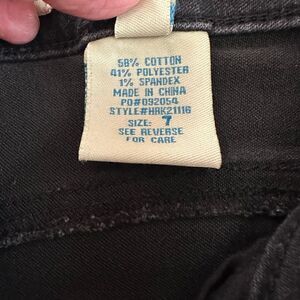 58% COTTON
41% POLYESTER
1% SPANDEX
MADE IN CHINA
PO#092054
STYLE#HRK21116
SIZE: 7
SEE REVERSE
FOR CARE